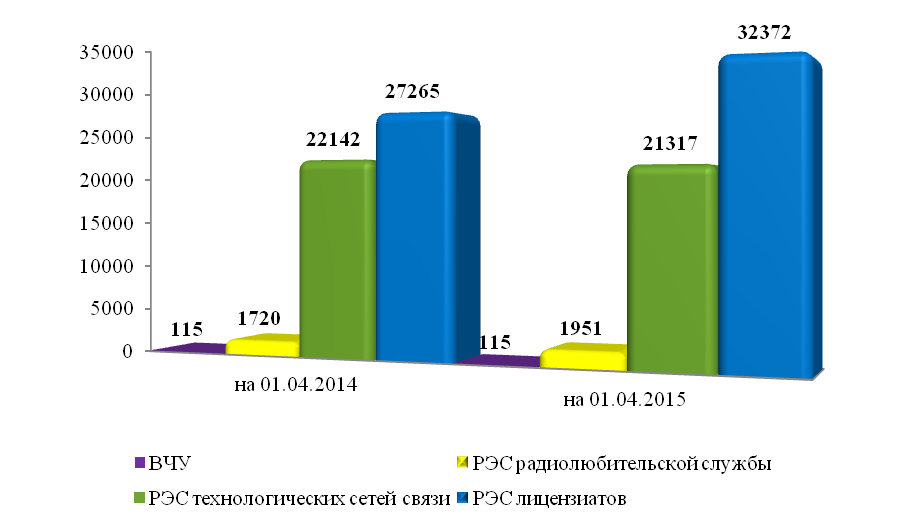 32372
35000
30000
27265
25000
22142
21317
20000
15000
10000
5000
115
1720
115
1951
0
на 01.04.2014
на 01.04.2015
ВЧУ
РЭС радиолюбительской службы
РЭС технологических сетей связи
РЭС лицензиатов